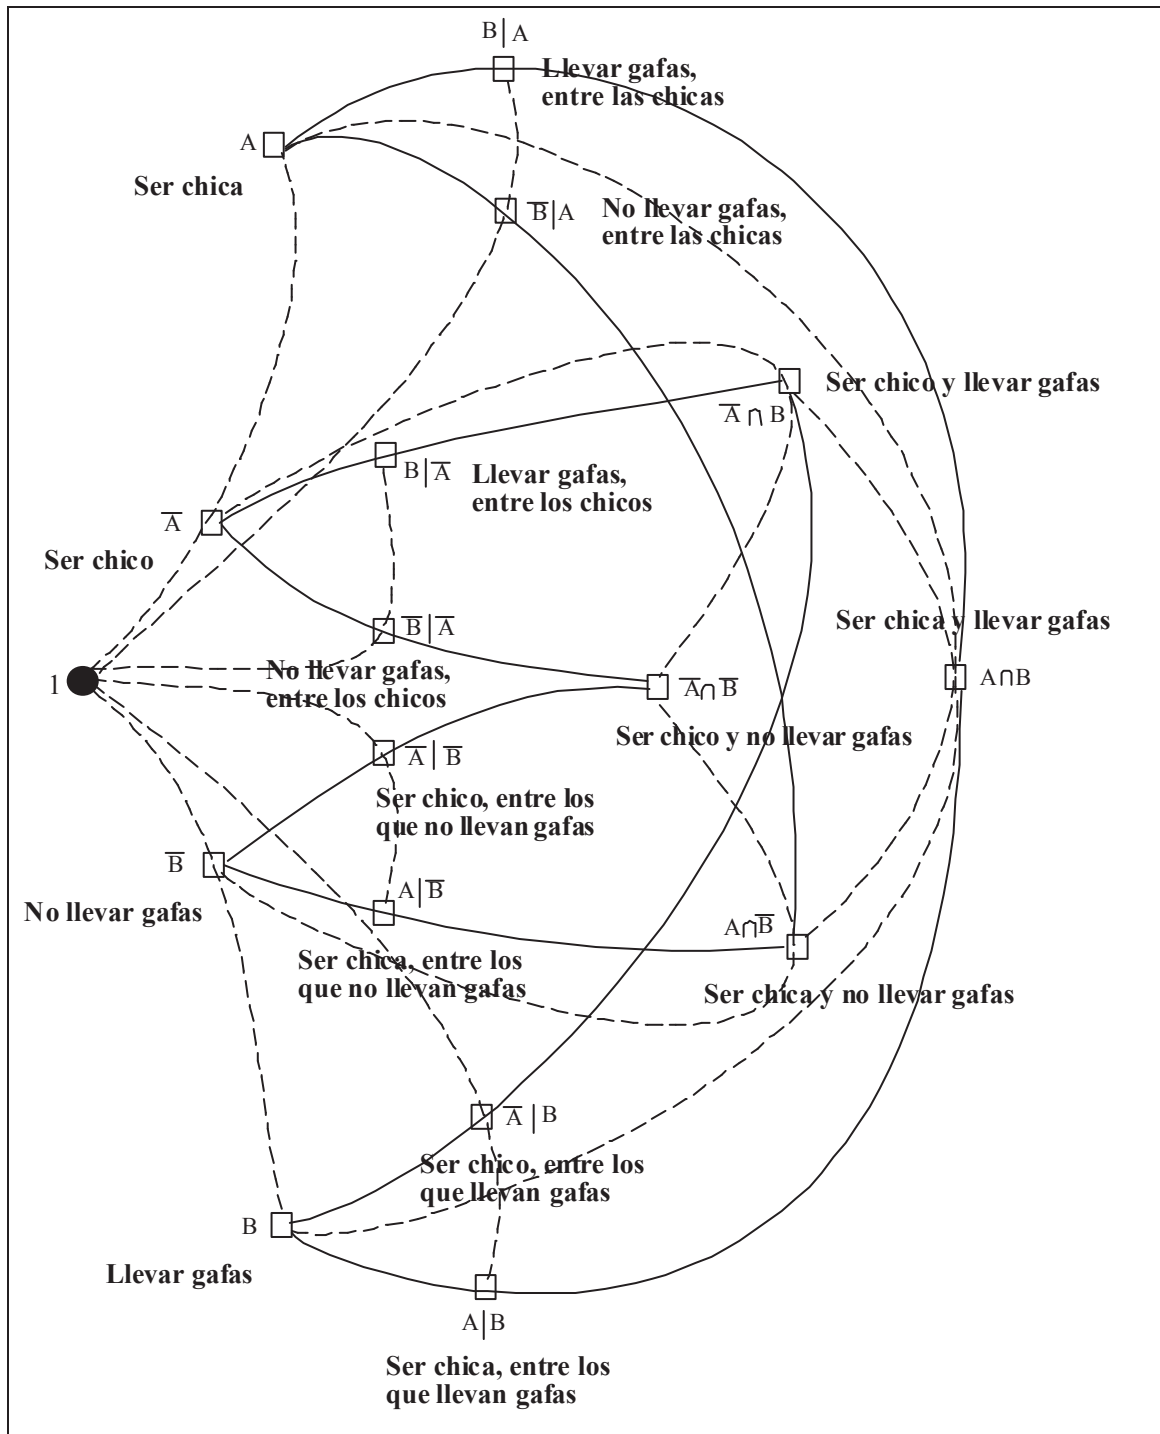 B|A
Llevar gafas,
entre las chicas
A
Ser chica
B̅|A
No llevar gafas,
entre las chicas
Ser chico y llevar gafas
A̅ ∩ B
B|A̅
Llevar gafas,
entre los chicos
A̅
Ser chico
B̅|A̅
Ser chica y llevar gafas
No llevar gafas,
entre los chicos
1
A̅∩B̅
A∩B
Ser chico y no llevar gafas
A̅|B̅
Ser chico, entre los
que no llevan gafas
B̅
A|B̅
No llevar gafas
A∩B̅
Ser chica, entre los
que no llevan gafas
Ser chica y no llevar gafas
A̅|B
Ser chico, entre los
que llevan gafas
B
Llevar gafas
A|B
Ser chica, entre los
que llevan gafas